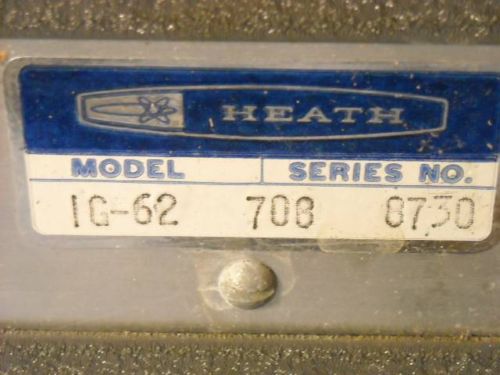 HEATH
MODEL SERIES NO.
IG-62 708 8730